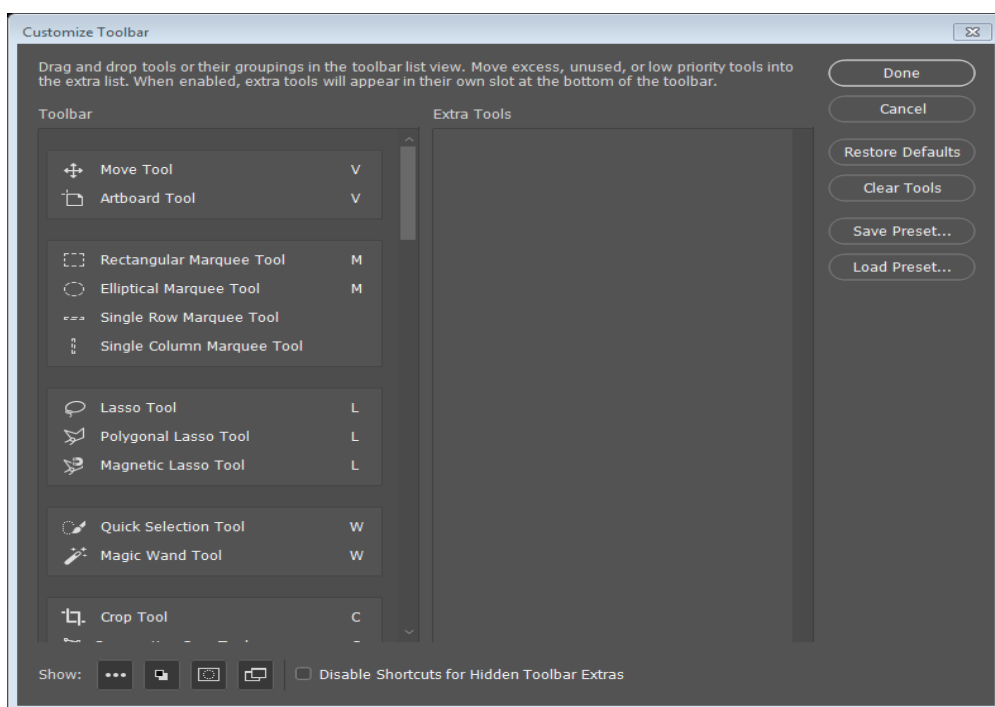 Customize Toolbar
Drag and drop tools or their groupings in the toolbar list view. Move excess, unused, or low priority tools into
the extra list. When enabled, extra tools will appear in their own slot at the bottom of the toolbar.
Done
Cancel
Restore Defaults
Clear Tools
Save Preset...
Load Preset...
Toolbar
Move Tool V
Artboard Tool V
Rectangular Marquee Tool M
Elliptical Marquee Tool M
Single Row Marquee Tool
Single Column Marquee Tool
Lasso Tool L
Polygonal Lasso Tool L
Magnetic Lasso Tool L
Quick Selection Tool W
Magic Wand Tool W
Crop Tool C
Extra Tools
Show:
Disable Shortcuts for Hidden Toolbar Extras